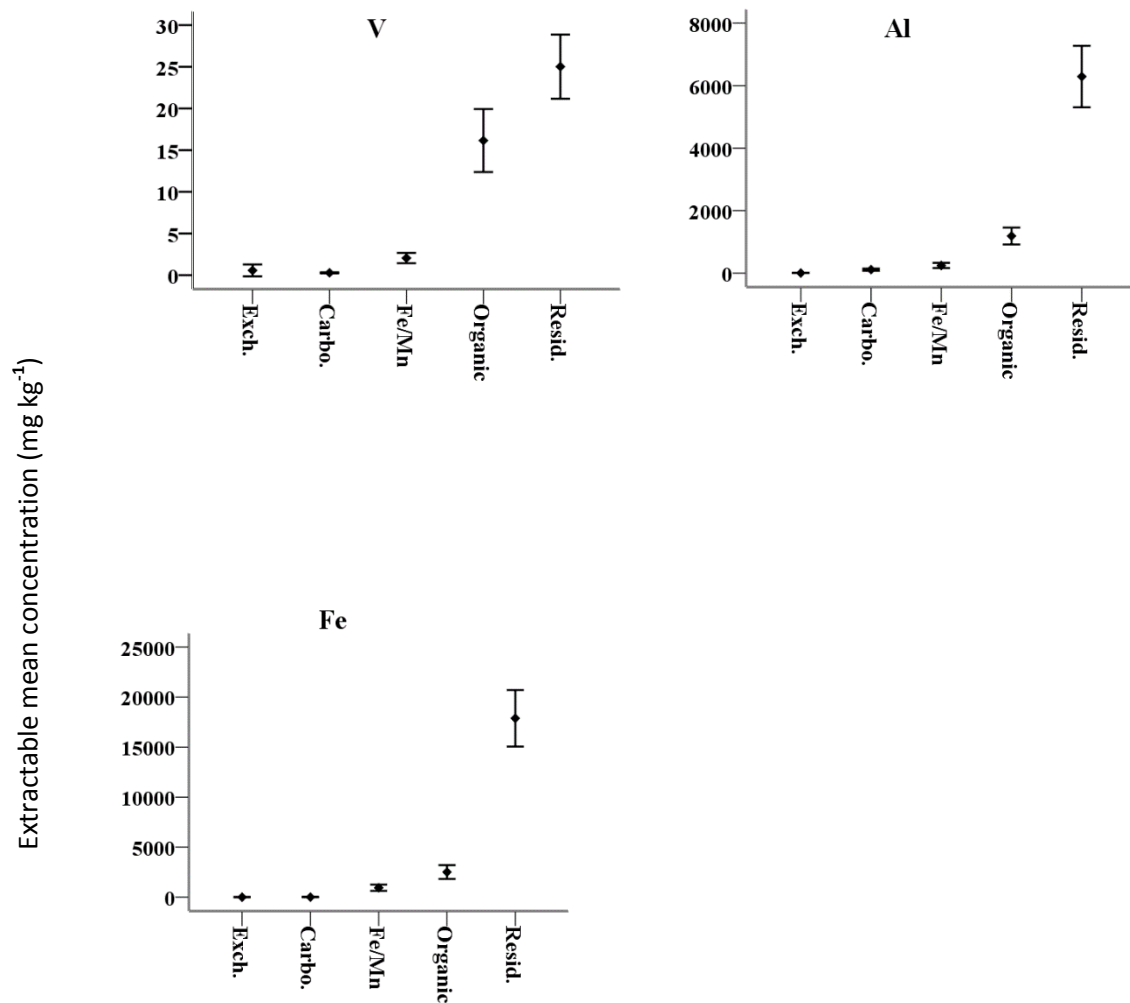 Extractable mean concentration (mg kg⁻¹)
V
30
25
20
15
10
5
0
Exch.
Carbo.
Fe/Mn
Organic
Resid.
Al
8000
6000
4000
2000
0
Exch.
Carbo.
Fe/Mn
Organic
Resid.
Fe
25000
20000
15000
10000
5000
0
Exch.
Carbo.
Fe/Mn
Organic
Resid.